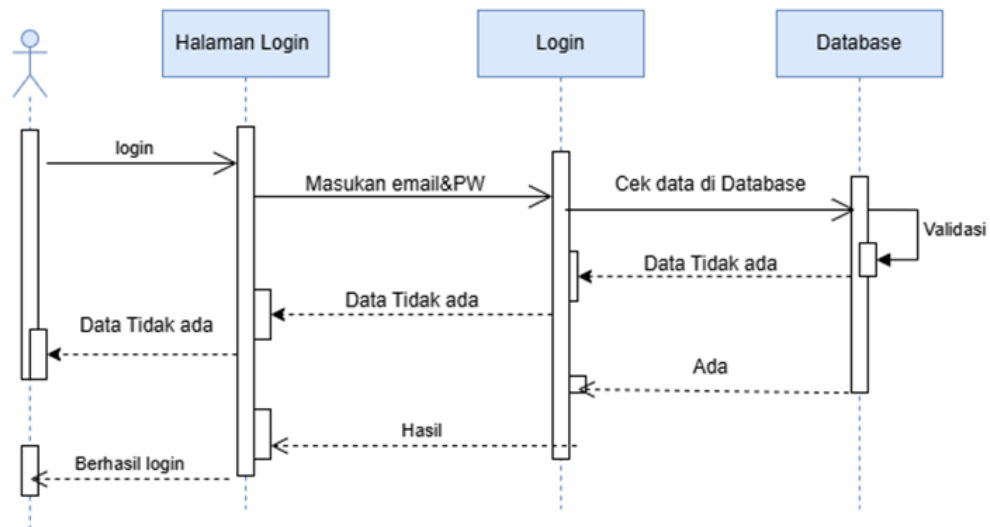 Halaman Login
Login
Database
login
Masukan email&PW
Cek data di Database
Validasi
Data Tidak ada
Data Tidak ada
Data Tidak ada
Ada
Hasil
Berhasil login